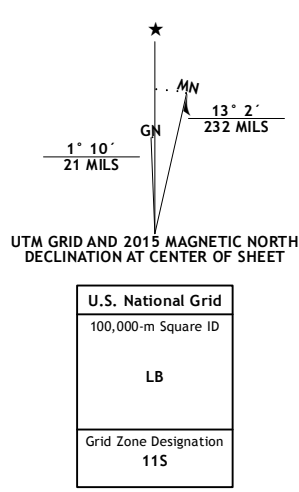 ★
MN
13° 2´
232 MILS
GN
1° 10´
21 MILS
UTM GRID AND 2015 MAGNETIC NORTH
DECLINATION AT CENTER OF SHEET
U.S. National Grid
100,000-m Square ID
LB
Grid Zone Designation
11S